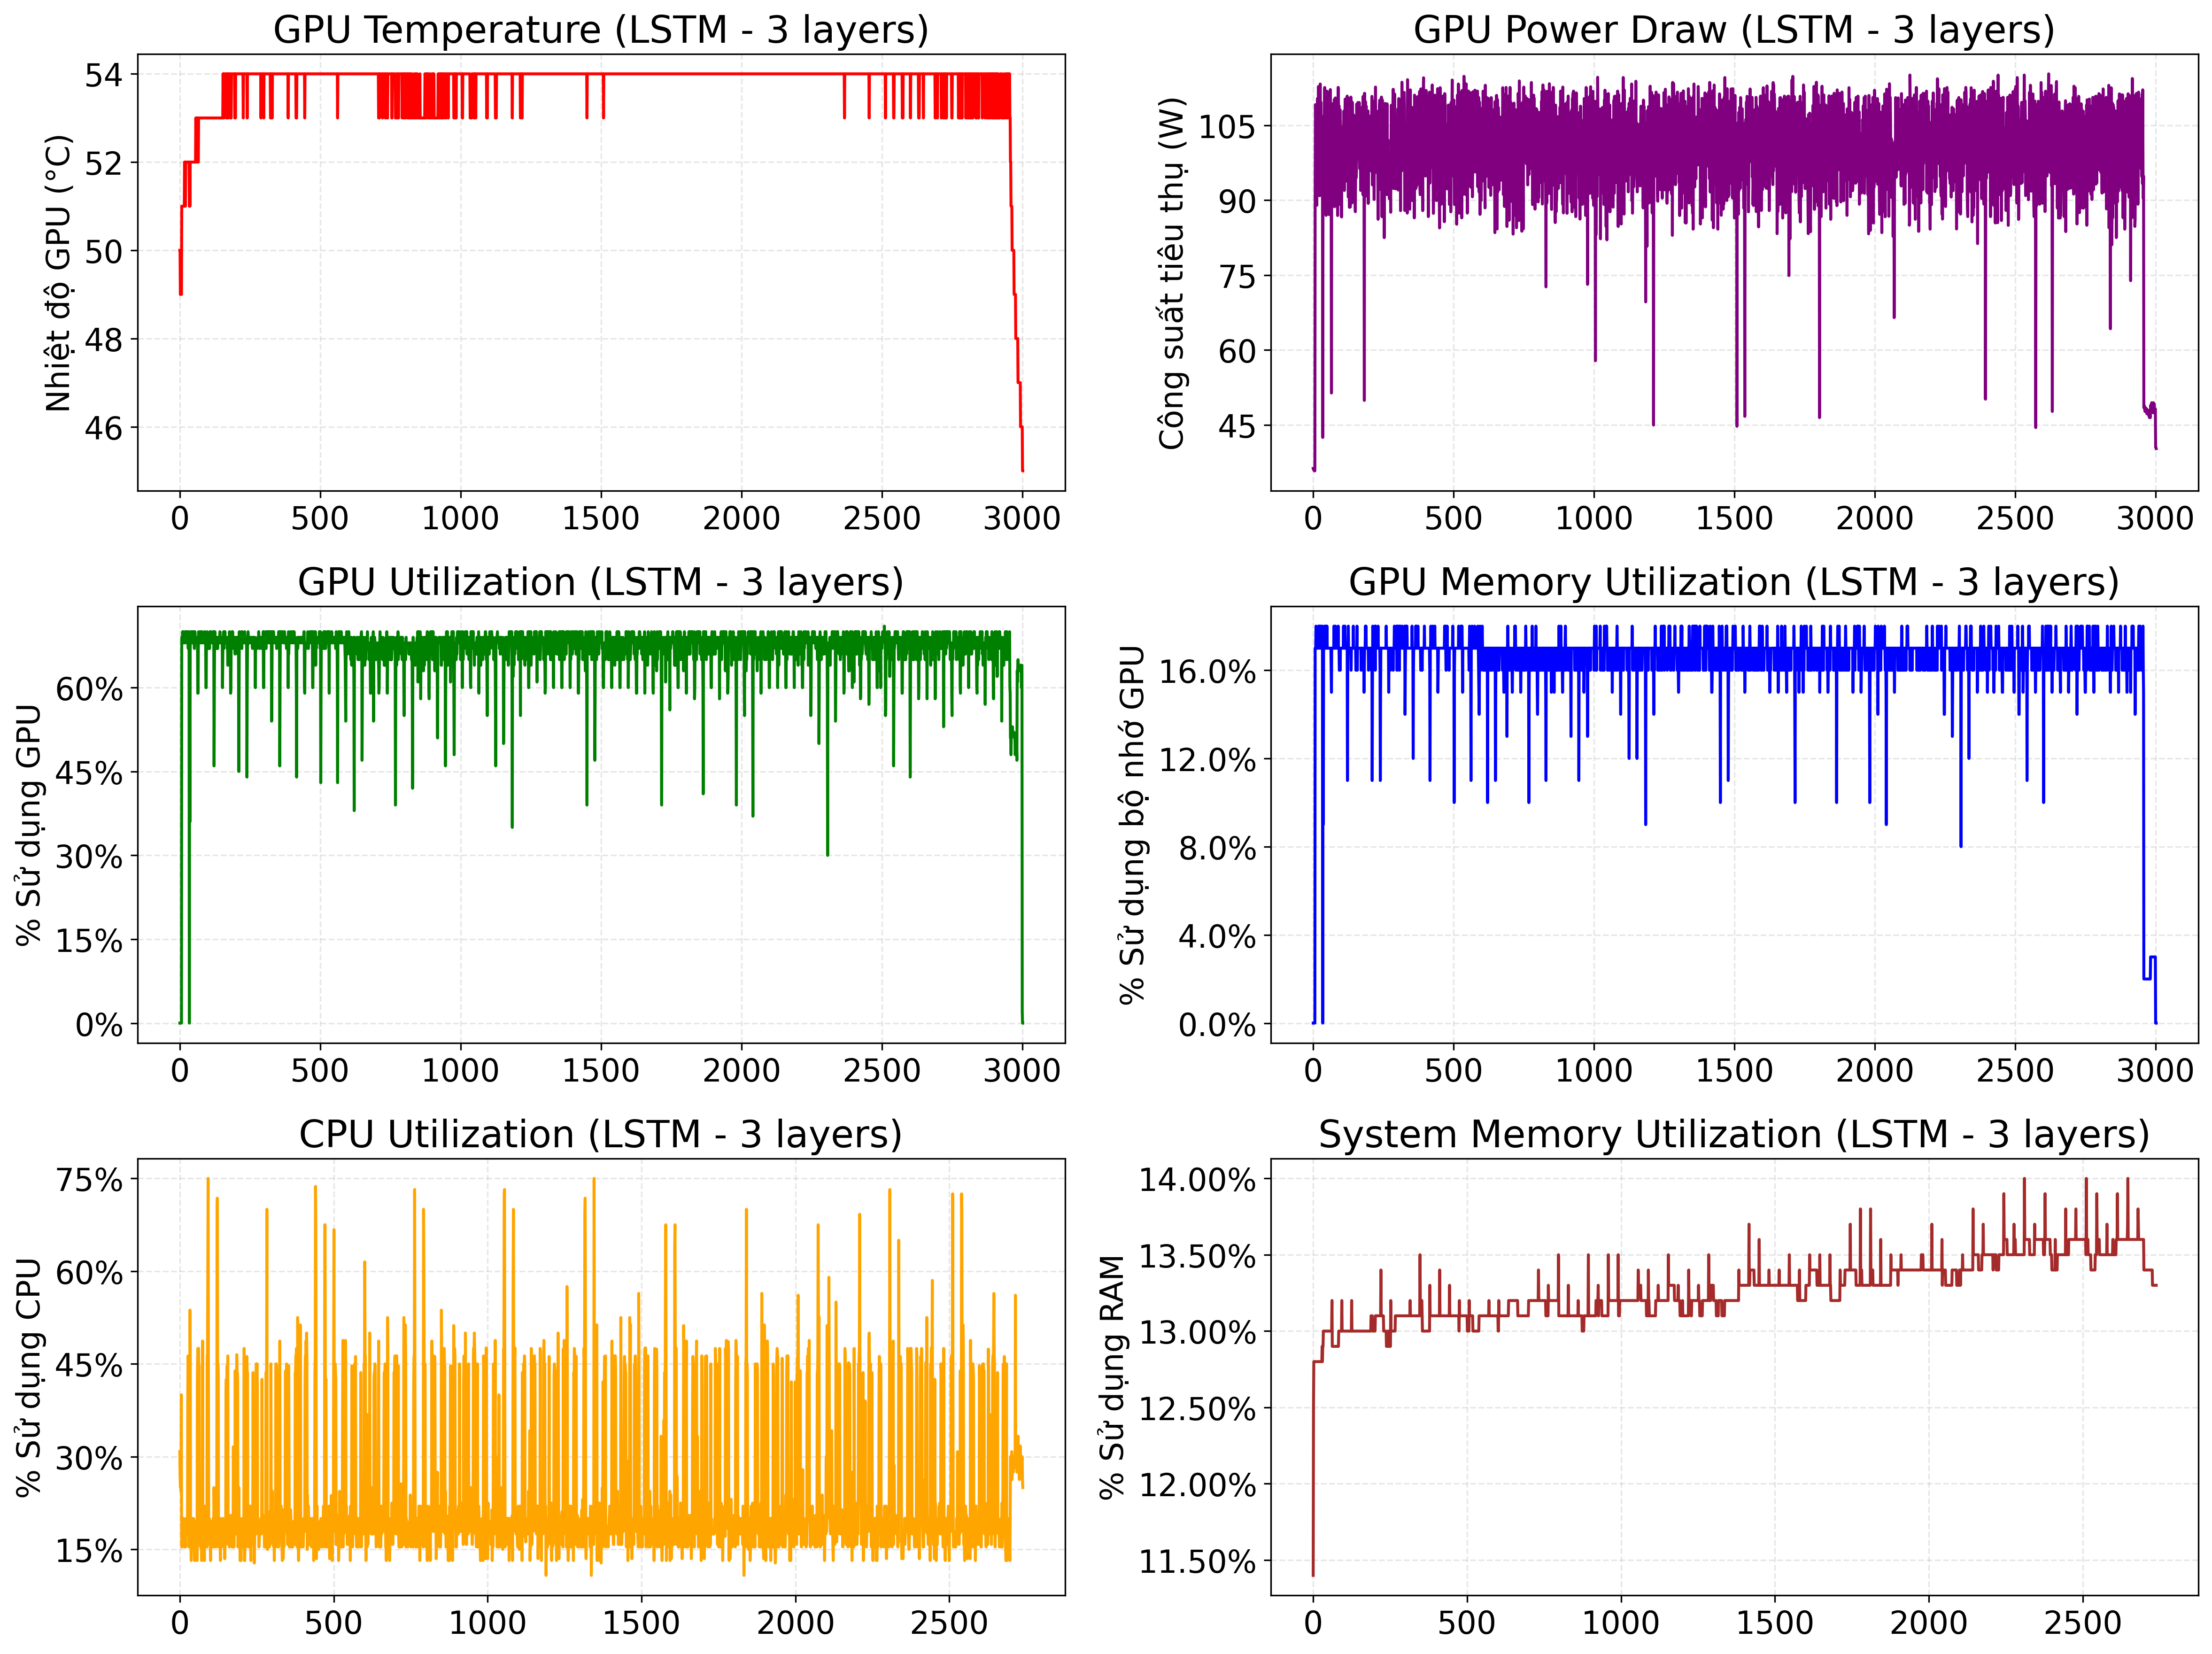 GPU Temperature (LSTM - 3 layers)
Nhiệt độ GPU (°C)
54
52
50
48
46
0 500 1000 1500 2000 2500 3000
GPU Power Draw (LSTM - 3 layers)
Công suất tiêu thụ (W)
105
90
75
60
45
0 500 1000 1500 2000 2500 3000
GPU Utilization (LSTM - 3 layers)
% Sử dụng GPU
60%
45%
30%
15%
0%
0 500 1000 1500 2000 2500 3000
GPU Memory Utilization (LSTM - 3 layers)
% Sử dụng bộ nhớ GPU
16.0%
12.0%
8.0%
4.0%
0.0%
0 500 1000 1500 2000 2500 3000
CPU Utilization (LSTM - 3 layers)
% Sử dụng CPU
75%
60%
45%
30%
15%
0 500 1000 1500 2000 2500
System Memory Utilization (LSTM - 3 layers)
% Sử dụng RAM
14.00%
13.50%
13.00%
12.50%
12.00%
11.50%
0 500 1000 1500 2000 2500